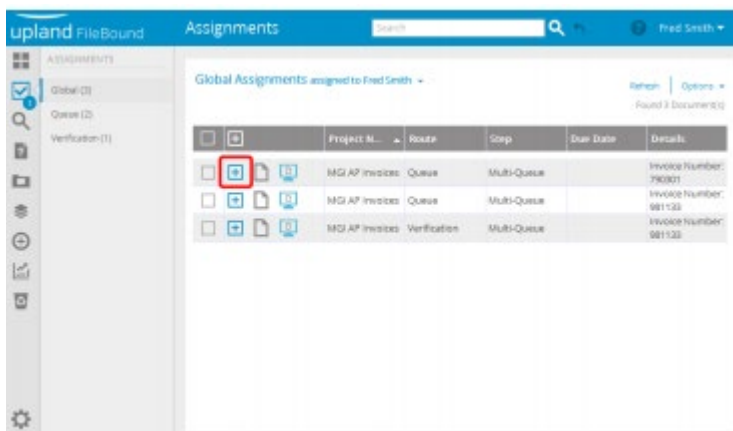 upland FileBound
Assignments
Search
Fred Smith
ASSIGNMENTS
Global (3)
Queue (2)
Verification (1)
Global Assignments assigned to Fred Smith
Refresh
Options
Found 3 Document(s)
Project N...
Route
Step
Due Date
Details
MGI AP Invoices
Queue
Multi-Queue
Invoice Number:
790301
MGI AP Invoices
Queue
Multi-Queue
Invoice Number:
981133
MGI AP Invoices
Verification
Multi-Queue
Invoice Number:
981133